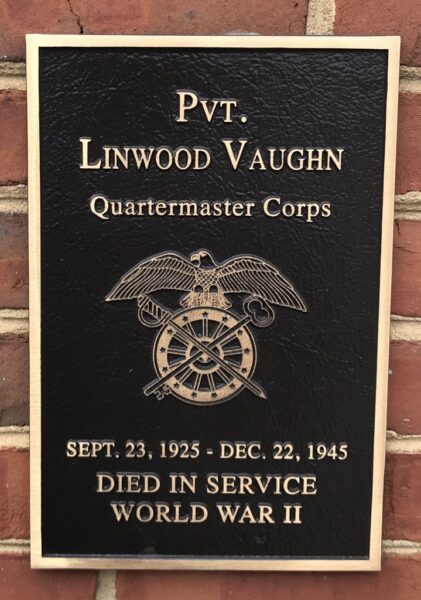 PVT.
LINWOOD VAUGHN
Quartermaster Corps
SEPT. 23, 1925 - DEC. 22, 1945
DIED IN SERVICE
WORLD WAR II